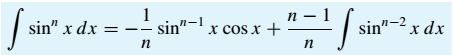 ∫ sinⁿ x dx = −1/n sinⁿ⁻¹ x cos x + n − 1/n ∫ sinⁿ⁻² x dx